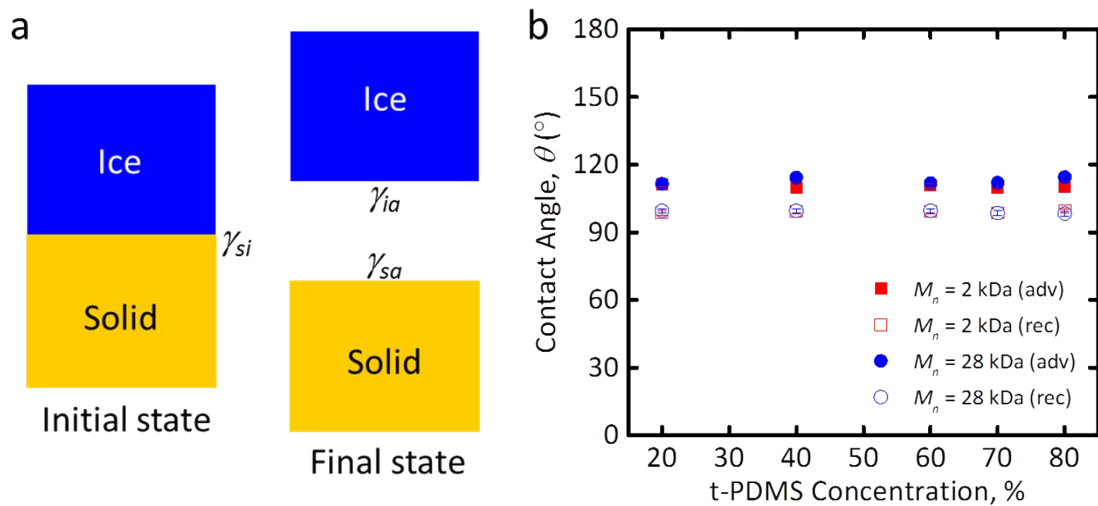 a
Ice
Solid
γsi
Initial state
Ice
γia
γsa
Solid
Final state
b
Contact Angle, θ (°)
180
150
120
90
60
30
0
Mn = 2 kDa (adv)
Mn = 2 kDa (rec)
Mn = 28 kDa (adv)
Mn = 28 kDa (rec)
20 30 40 50 60 70 80
t-PDMS Concentration, %